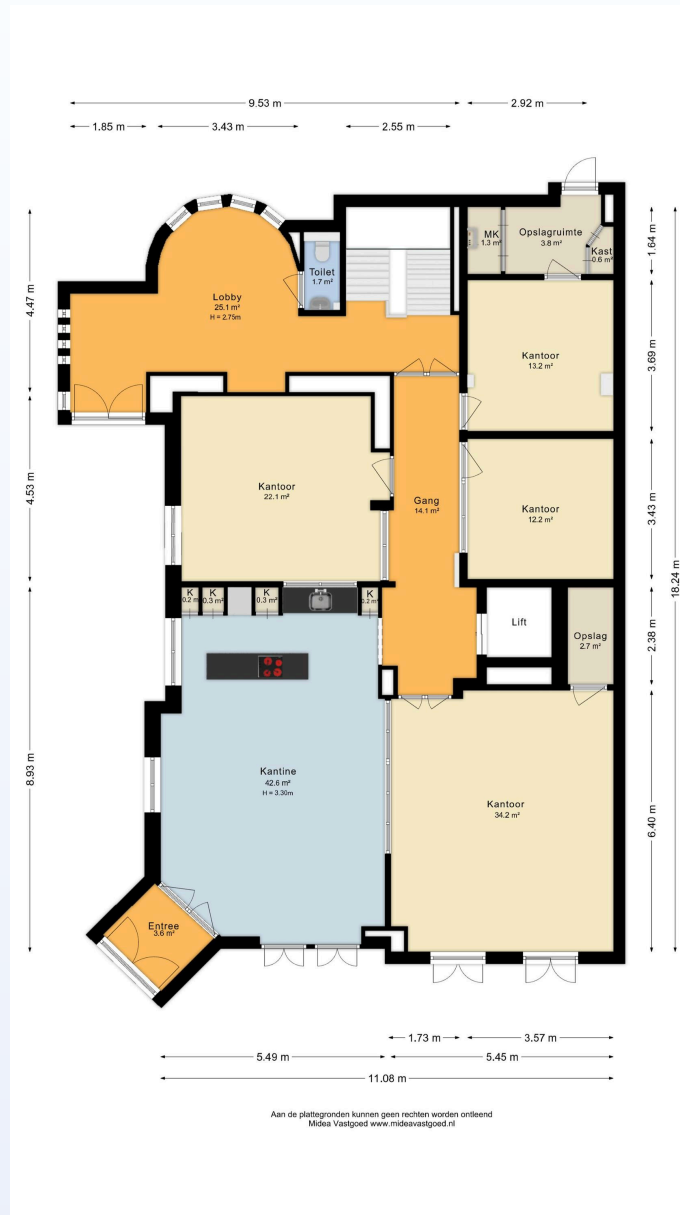 9.53 m
2.92 m
1.85 m
3.43 m
2.55 m
4.47 m
4.53 m
8.93 m
1.64 m
3.69 m
3.43 m
2.38 m
6.40 m
18.24 m
MK
1.3 m²
Opslagruimte
3.8 m²
Kast
0.6 m²
Toilet
1.7 m²
Lobby
25.1 m²
H = 2.75m
Kantoor
13.2 m²
Kantoor
22.1 m²
Gang
14.1 m²
Kantoor
12.2 m²
K
0.2 m²
K
0.3 m²
K
0.3 m²
K
0.2 m²
Lift
Opslag
2.7 m²
Kantine
42.6 m²
H = 3.30m
Kantoor
34.2 m²
Entree
3.6 m²
1.73 m
3.57 m
5.49 m
5.45 m
11.08 m
Aan de plattegronden kunnen geen rechten worden ontleend
Midea Vastgoed www.mideavastgoed.nl